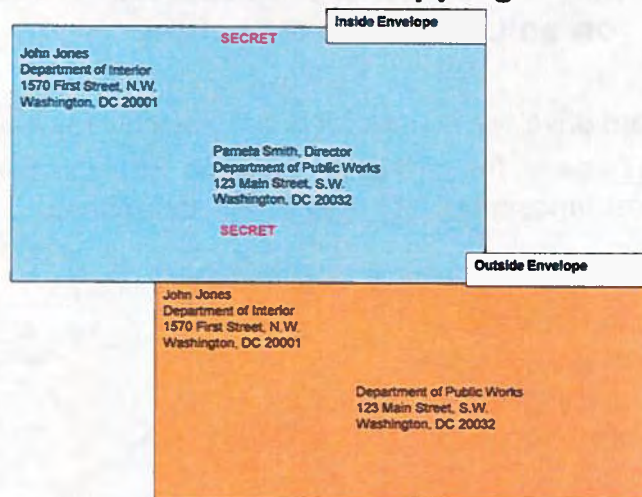 Inside Envelope
SECRET
John Jones
Department of Interior
1570 First Street, N.W.
Washington, DC 20001
Pamela Smith, Director
Department of Public Works
123 Main Street, S.W.
Washington, DC 20032
SECRET
Outside Envelope
John Jones
Department of Interior
1570 First Street, N.W.
Washington, DC 20001
Department of Public Works
123 Main Street, S.W.
Washington, DC 20032